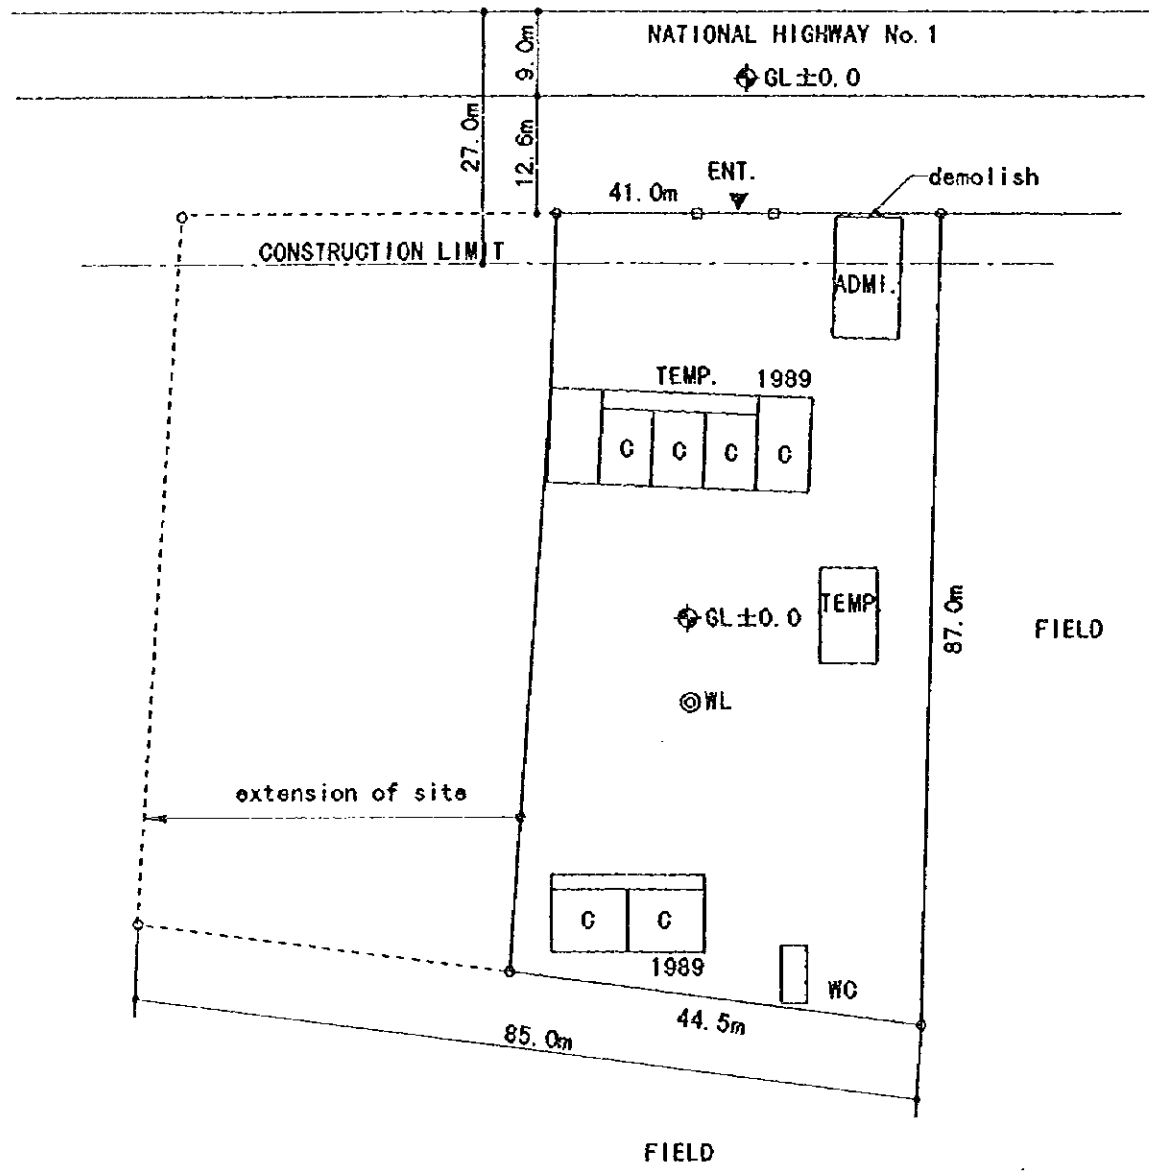 NATIONAL HIGHWAY No.1
9.0m
GL±0.0
27.0m
12.6m
ENT.
41.0m
demolish
CONSTRUCTION LIMIT
ADMI.
TEMP.
1989
C
C
C
C
TEMP.
GL±0.0
87.0m
FIELD
WL
extension of site
C
C
1989
WC
44.5m
85.0m
FIELD